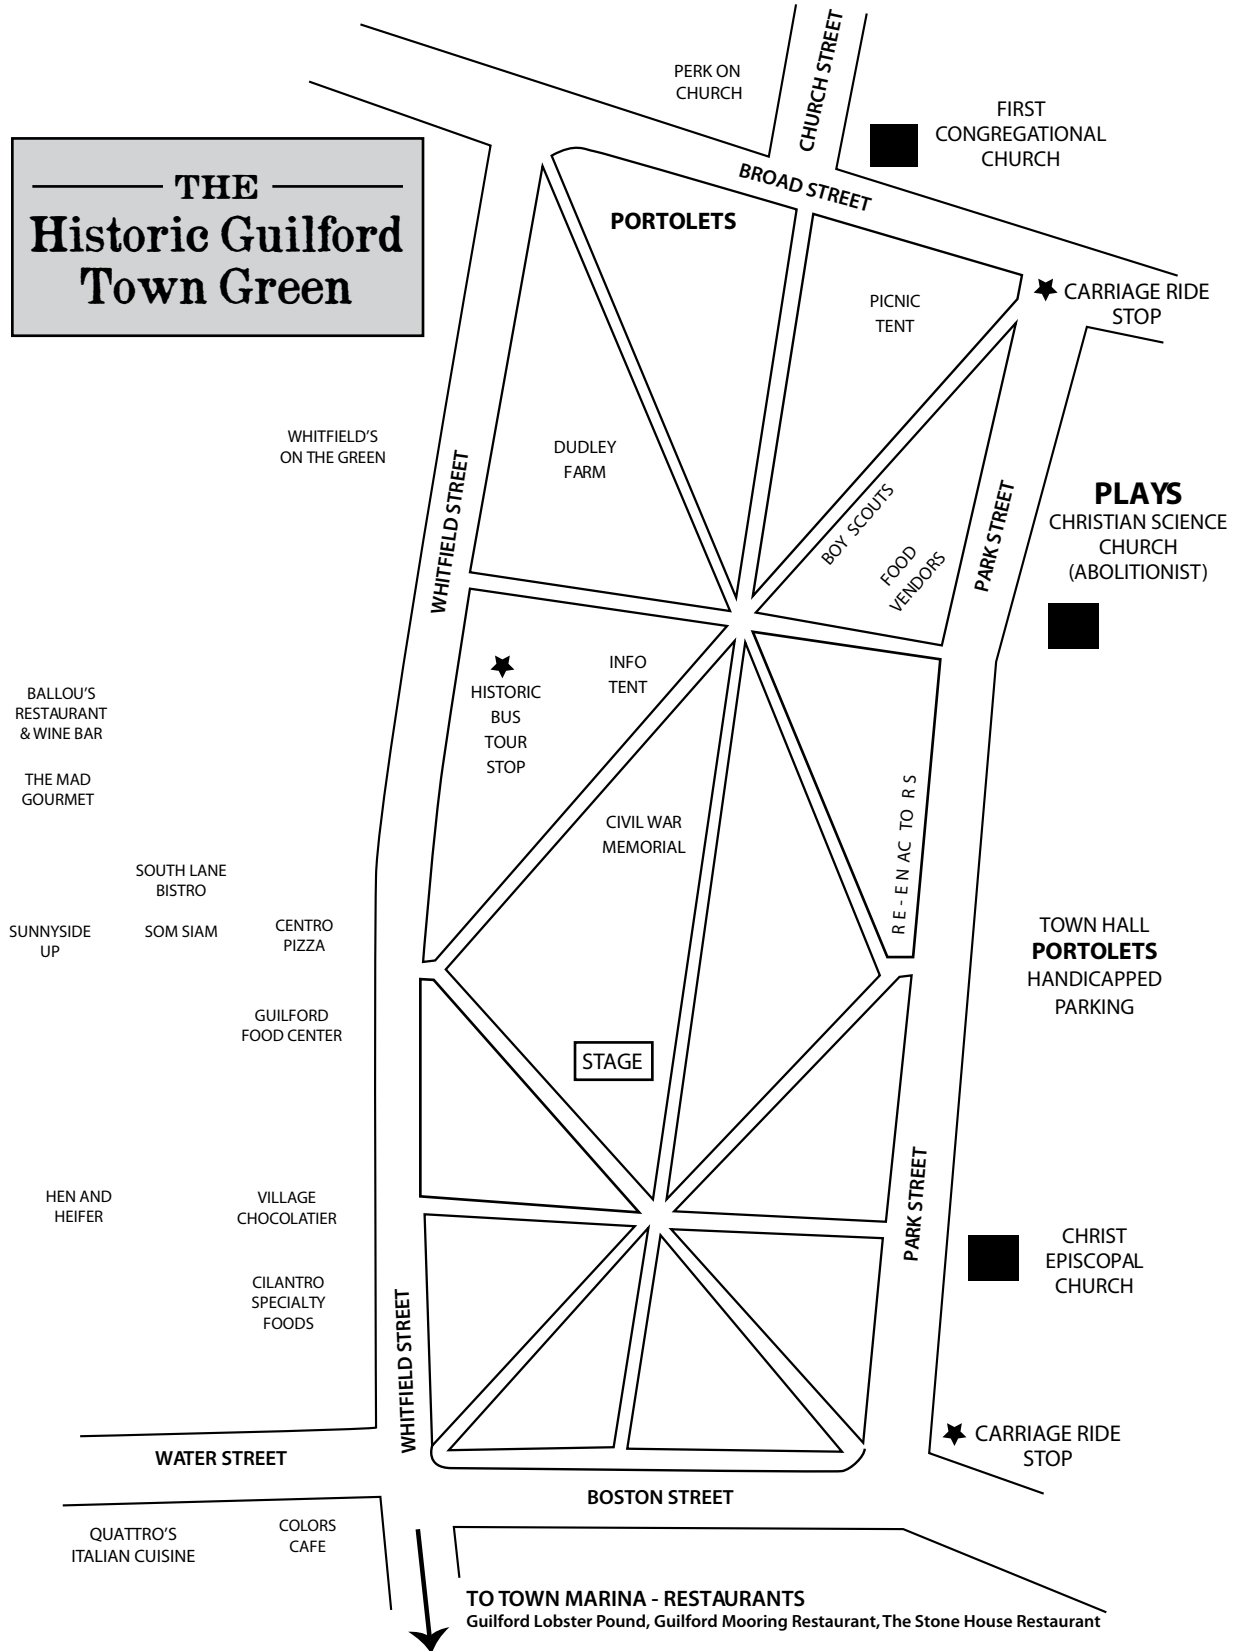 PERK ON
CHURCH
CHURCH STREET
FIRST
CONGREGATIONAL
CHURCH
THE
Historic Guilford
Town Green
BROAD STREET
PORTOLETS
PICNIC
TENT
CARRIAGE RIDE
STOP
WHITFIELD'S
ON THE GREEN
WHITFIELD STREET
DUDLEY
FARM
BOY SCOUTS
FOOD
VENDORS
PARK STREET
PLAYS
CHRISTIAN SCIENCE
CHURCH
(ABOLITIONIST)
HISTORIC
BUS
TOUR
STOP
INFO
TENT
BALLOU'S
RESTAURANT
& WINE BAR
THE MAD
GOURMET
CIVIL WAR
MEMORIAL
RE-ENACTORS
SOUTH LANE
BISTRO
SUNNYSIDE
UP
SOM SIAM
CENTRO
PIZZA
TOWN HALL
PORTOLETS
HANDICAPPED
PARKING
GUILFORD
FOOD CENTER
STAGE
HEN AND
HEIFER
VILLAGE
CHOCOLATIER
PARK STREET
CHRIST
EPISCOPAL
CHURCH
CILANTRO
SPECIALTY
FOODS
WHITFIELD STREET
CARRIAGE RIDE
STOP
WATER STREET
BOSTON STREET
QUATTRO'S
ITALIAN CUISINE
COLORS
CAFE
TO TOWN MARINA - RESTAURANTS
Guilford Lobster Pound, Guilford Mooring Restaurant, The Stone House Restaurant